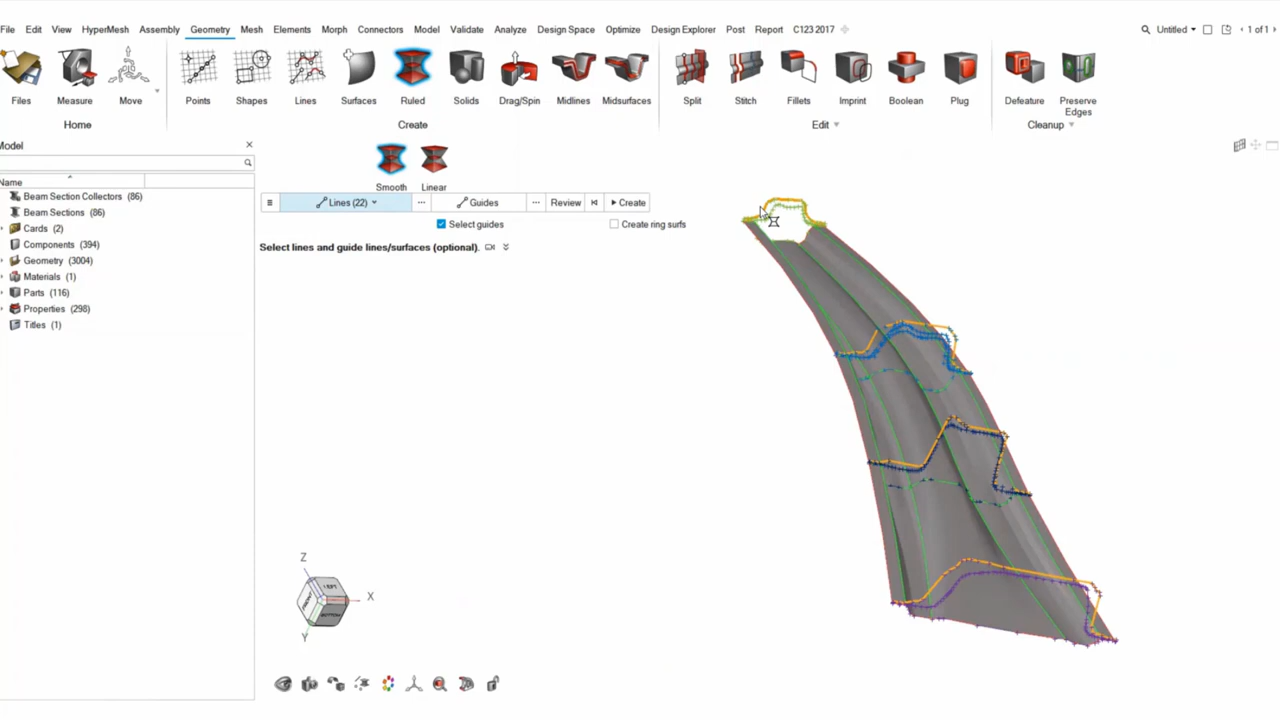 File Edit View HyperMesh Assembly Geometry Mesh Elements Morph Connectors Model Validate Analyze Design Space Optimize Design Explorer Post Report C123 2017 Untitled 1 of 1
Files Measure Move Points Shapes Lines Surfaces Ruled Solids Drag/Spin Midlines Midsurfaces Split Stitch Fillets Imprint Boolean Plug Defeature Preserve Edges
Home Create Edit Cleanup
Model
Smooth Linear
Name
Lines (22) Guides Review Create
Select guides Create ring surfs
Select lines and guide lines/surfaces (optional).
Beam Section Collectors (86)
Beam Sections (86)
Cards (2)
Components (394)
Geometry (3004)
Materials (1)
Parts (116)
Properties (298)
Titles (1)
Z
X
Y
LEFT
FRONT
BOTTOM